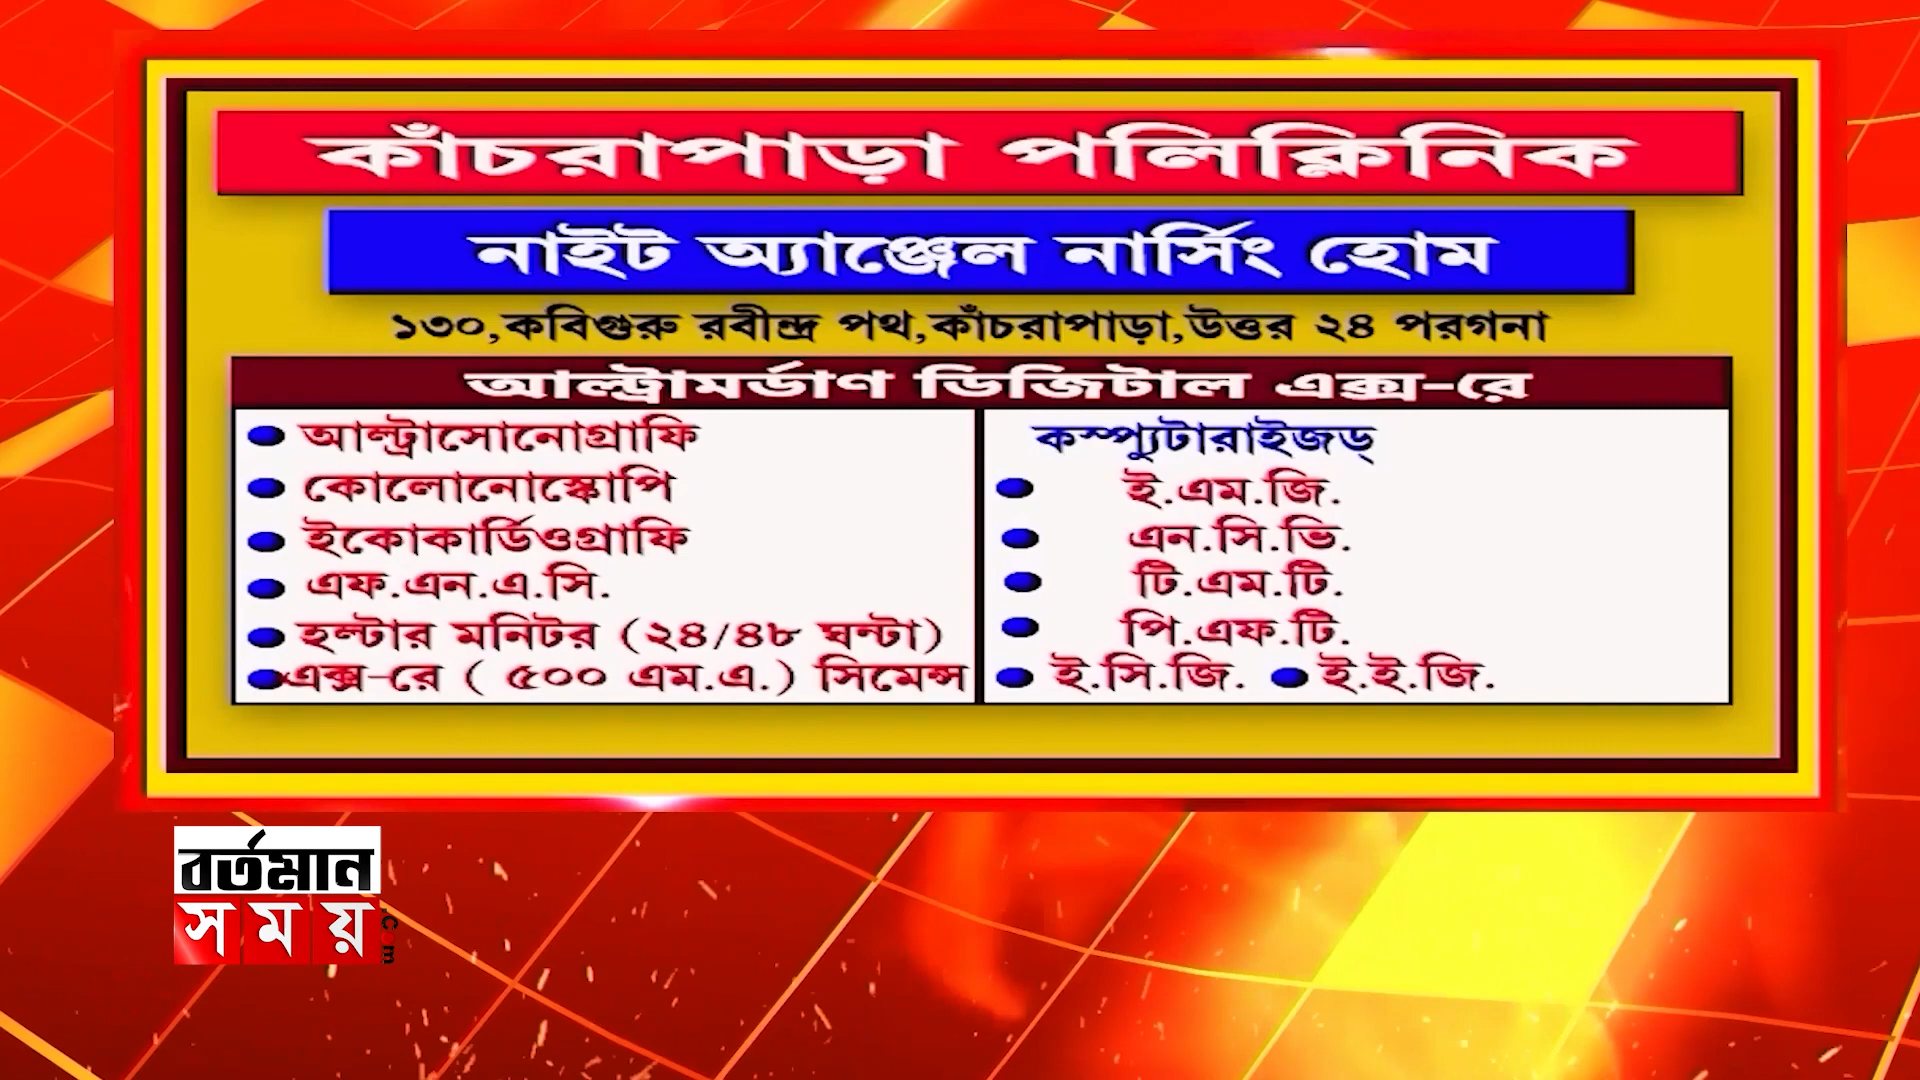 কাঁচরাপাড়া পলিক্লিনিক
নাইট অ্যাঞ্জেল নার্সিং হোম
১৩০,কবিগুরু রবীন্দ্র পথ,কাঁচরাপাড়া,উত্তর ২৪ পরগনা
আল্ট্রামর্ডাণ ডিজিটাল এক্স-রে
আল্ট্রাসোনোগ্রাফি
কোলোনোস্কোপি
ইকোকার্ডিওগ্রাফি
এফ.এন.এ.সি.
হল্টার মনিটর (২৪/৪৮ ঘন্টা)
এক্স-রে ( ৫০০ এম.এ.) সিমেন্স
কম্প্যুটারাইজড্
ই.এম.জি.
এন.সি.ভি.
টি.এম.টি.
পি.এফ.টি.
ই.সি.জি. ই.ই.জি.
বর্তমান
সময়
.com